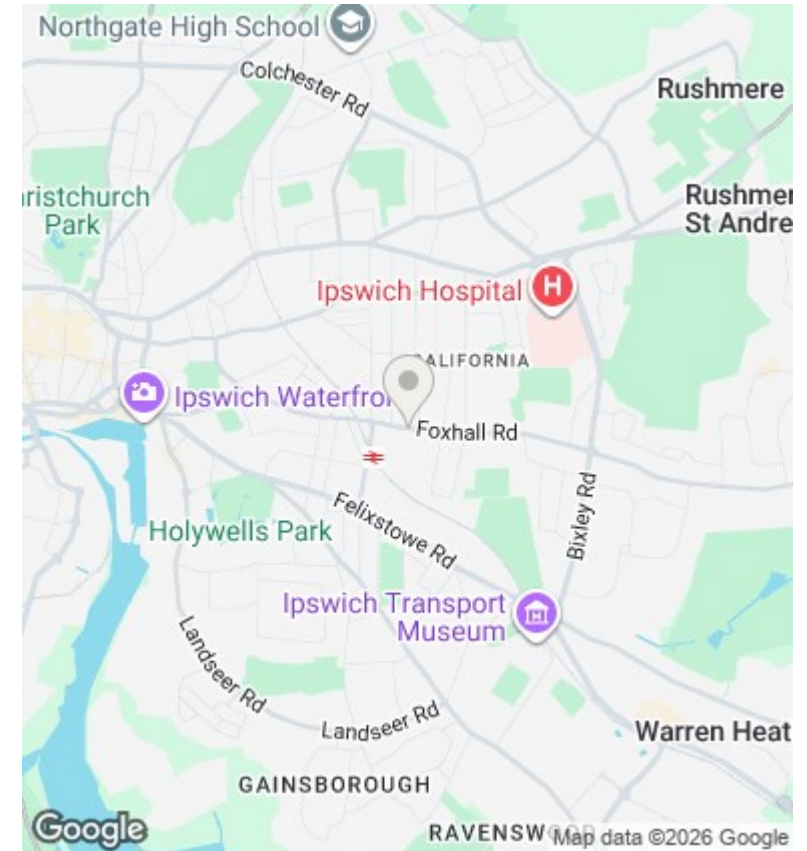 Northgate High School
Colchester Rd
Rushmere
ristchurch
Park
Rushmer
St Andre
Ipswich Hospital
H
ALIFORNIA
Ipswich Waterfro
Foxhall Rd
Felixstowe Rd
Bixley Rd
Holywells Park
Ipswich Transport
Museum
Landseer Rd
Landseer Rd
Warren Heat
GAINSBOROUGH
RAVENSW
Google
Map data ©2026 Google